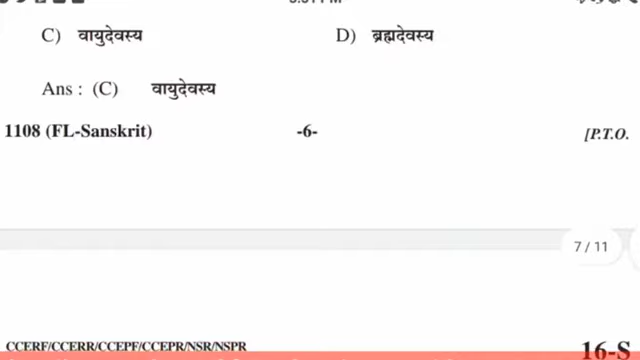 C) वायुदेवस्य D) ब्रह्मदेवस्य
Ans : (C) वायुदेवस्य
1108 (FL-Sanskrit) -6- [P.T.O.
7 / 11
CCERF/CCERR/CCEPF/CCEPR/NSR/NSPR 16-S